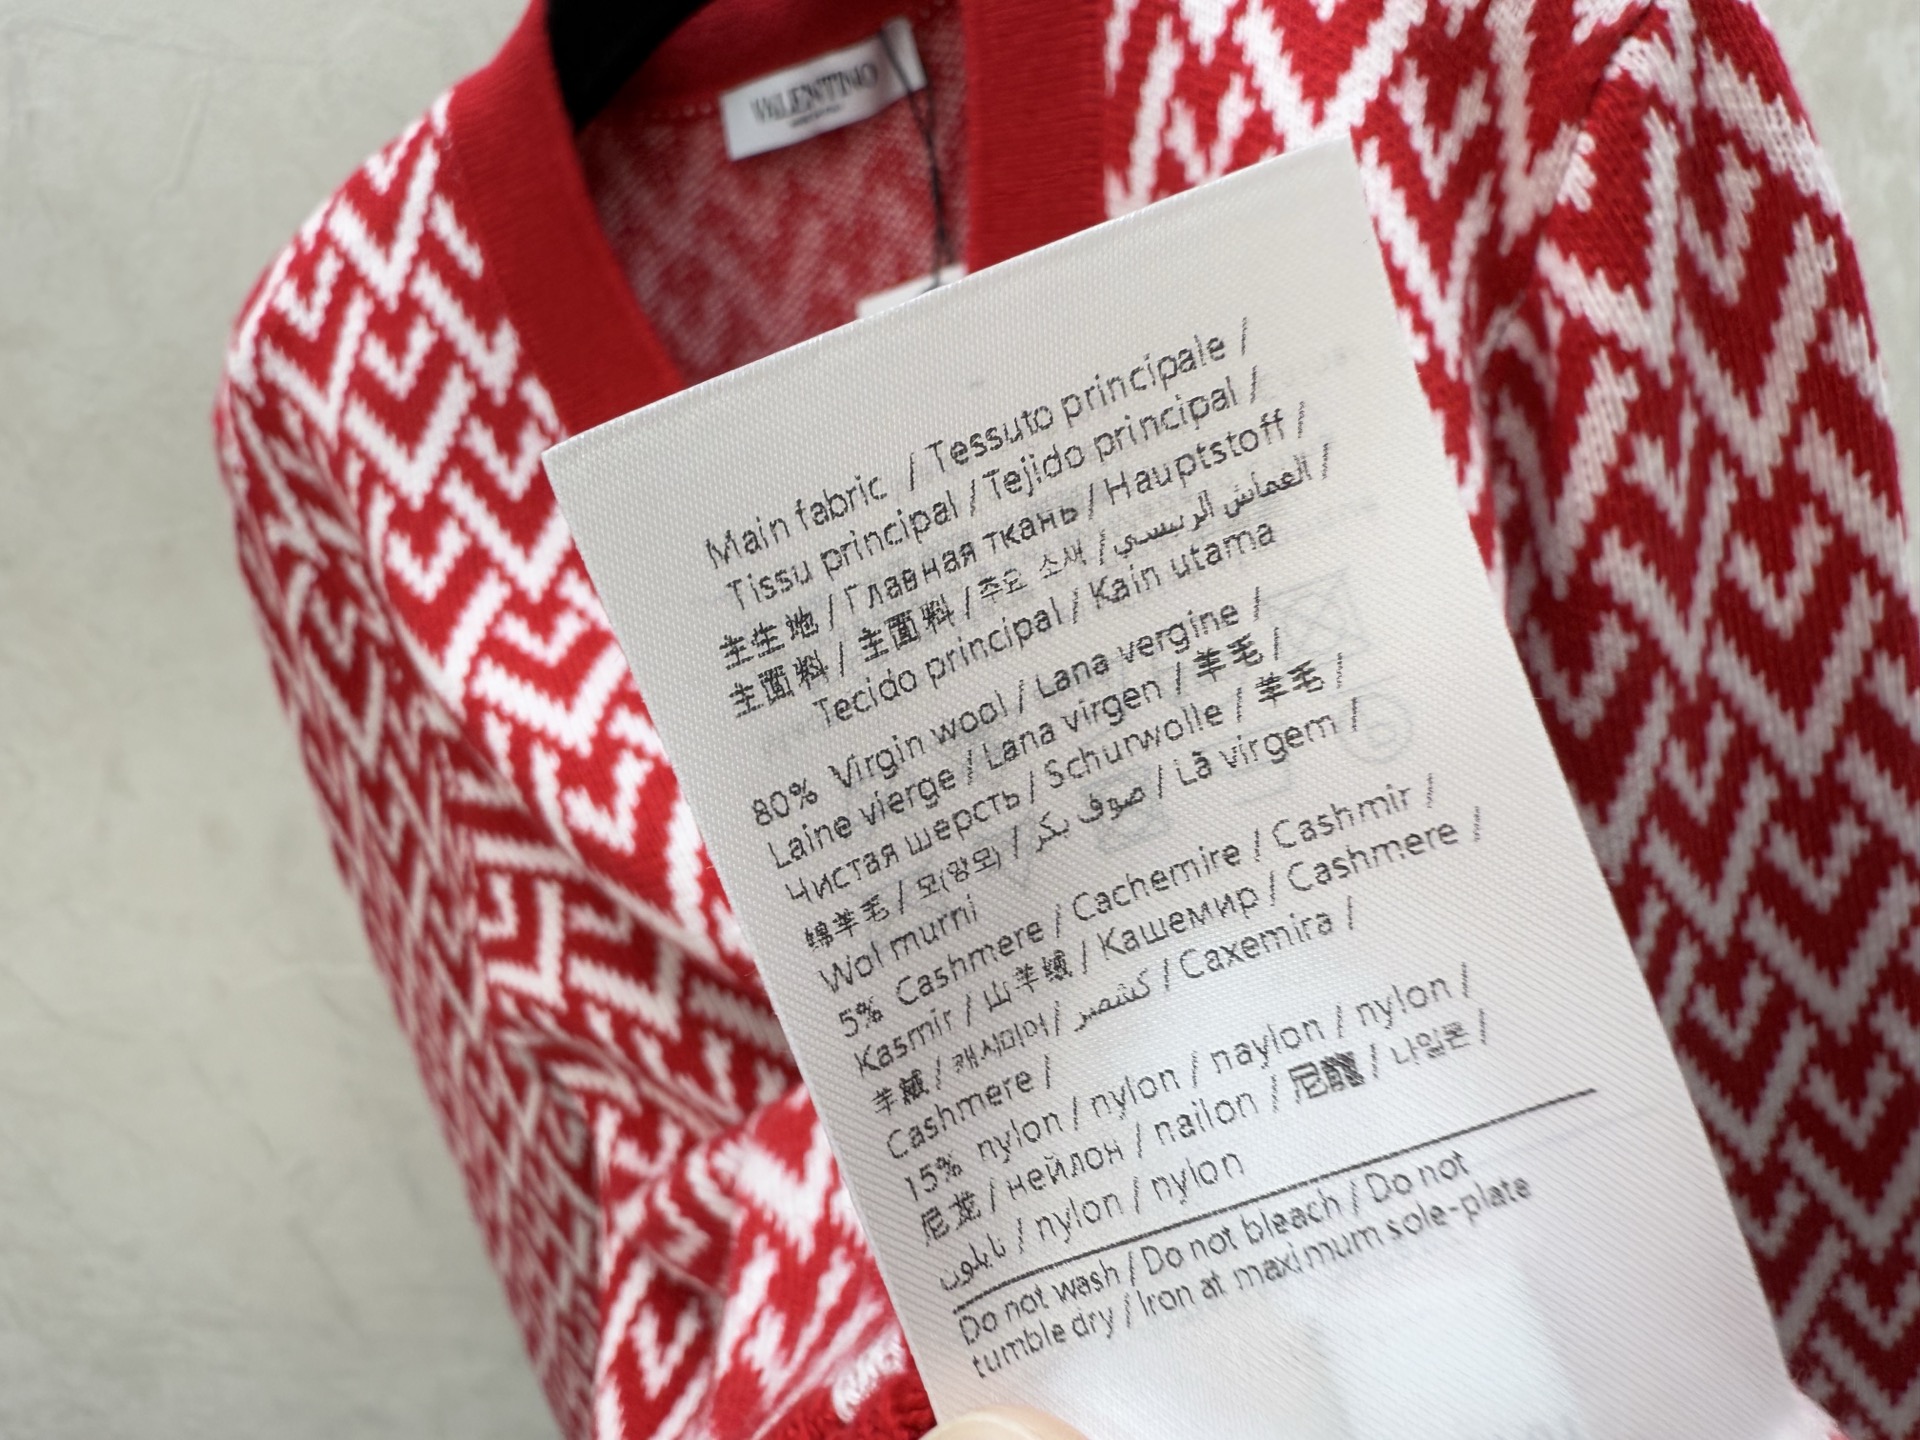 VALENTINO
Main fabric / Tessuto principale /
Tissu principal / Tejido principal /
主生地 / Главная ткань / Hauptstoff /
主面料 / 主面料 / 주요 소재 / القماش الرئيسي /
Tecido principal / Kain utama
80% Virgin wool / Lana vergine /
Laine vierge / Lana virgen / 羊毛 /
Чистая шерсть / Schurwolle / 羊毛 /
绵羊毛 / 모(양모) / صوف بكر / Lã virgem /
Wol murni
5% Cashmere / Cachemire / Cashmir /
Kasmir / 山羊绒 / Кашемир / Cashmere /
羊絨 / 캐시미어 / كشمير / Caxemira /
Cashmere /
15% nylon / nylon / naylon / nylon /
尼龙 / нейлон / nailon / 尼龍 / 나일론 /
نايلون / nylon / nylon
Do not wash / Do not bleach / Do not
tumble dry / Iron at maximum sole-plate